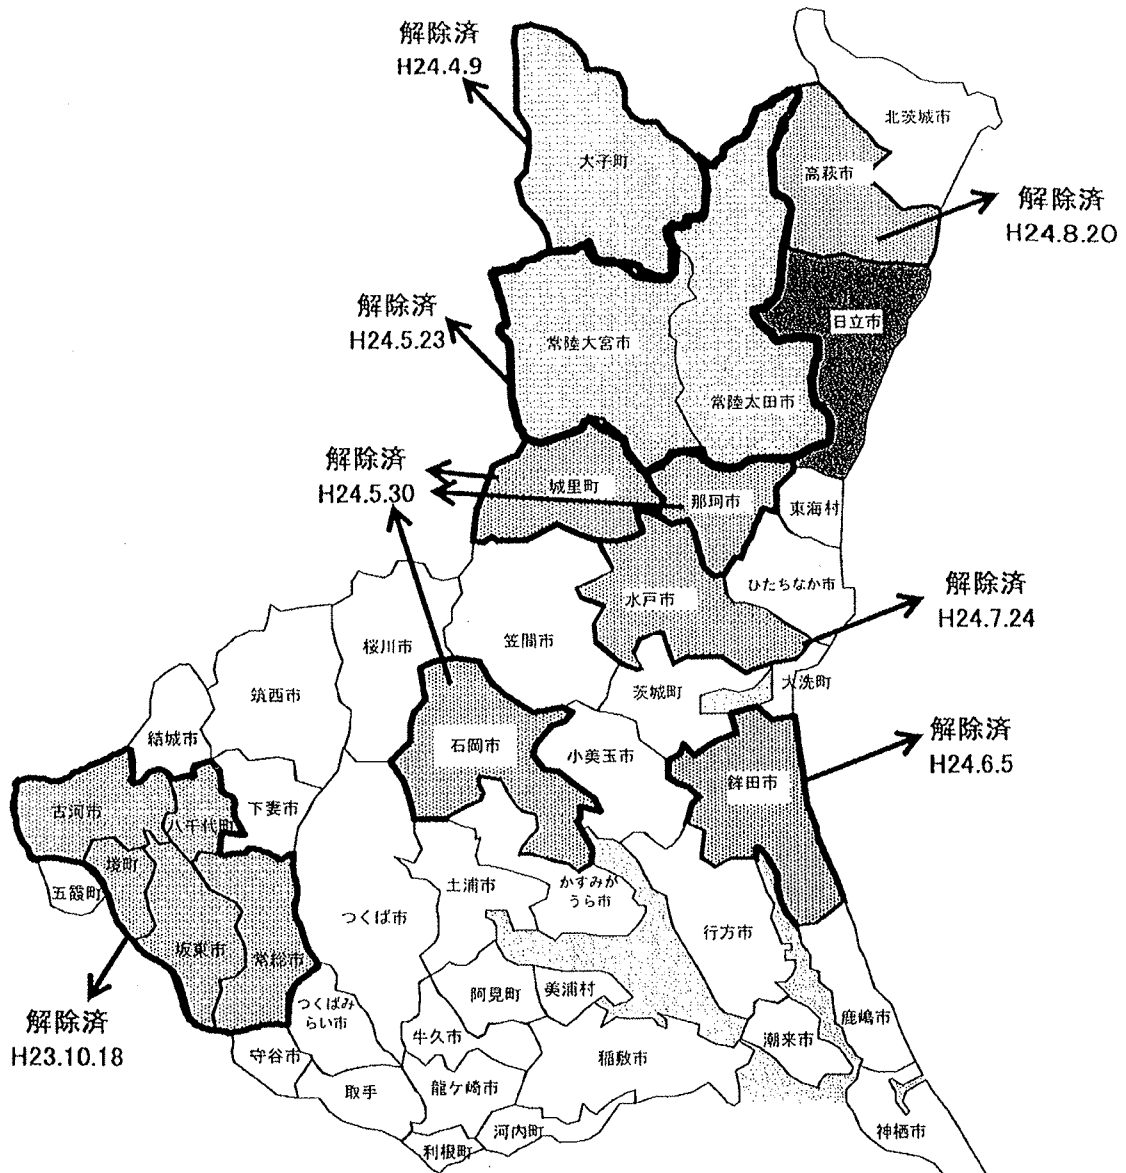 解除済
H24.4.9
北茨城市
大子町
高萩市
解除済
H24.8.20
解除済
H24.5.23
日立市
常陸大宮市
常陸太田市
解除済
H24.5.30
城里町
那珂市
東海村
ひたちなか市
水戸市
解除済
H24.7.24
笠間市
桜川市
筑西市
茨城町
大洗町
結城市
石岡市
小美玉市
鉾田市
解除済
H24.6.5
古河市
八千代町
下妻市
境町
五霞町
土浦市
かすみが
うら市
つくば市
行方市
坂東市
常総市
解除済
H23.10.18
つくばみ
らい市
阿見町
美浦村
牛久市
守谷市
取手
龍ケ崎市
稲敷市
潮来市
鹿嶋市
河内町
利根町
神栖市